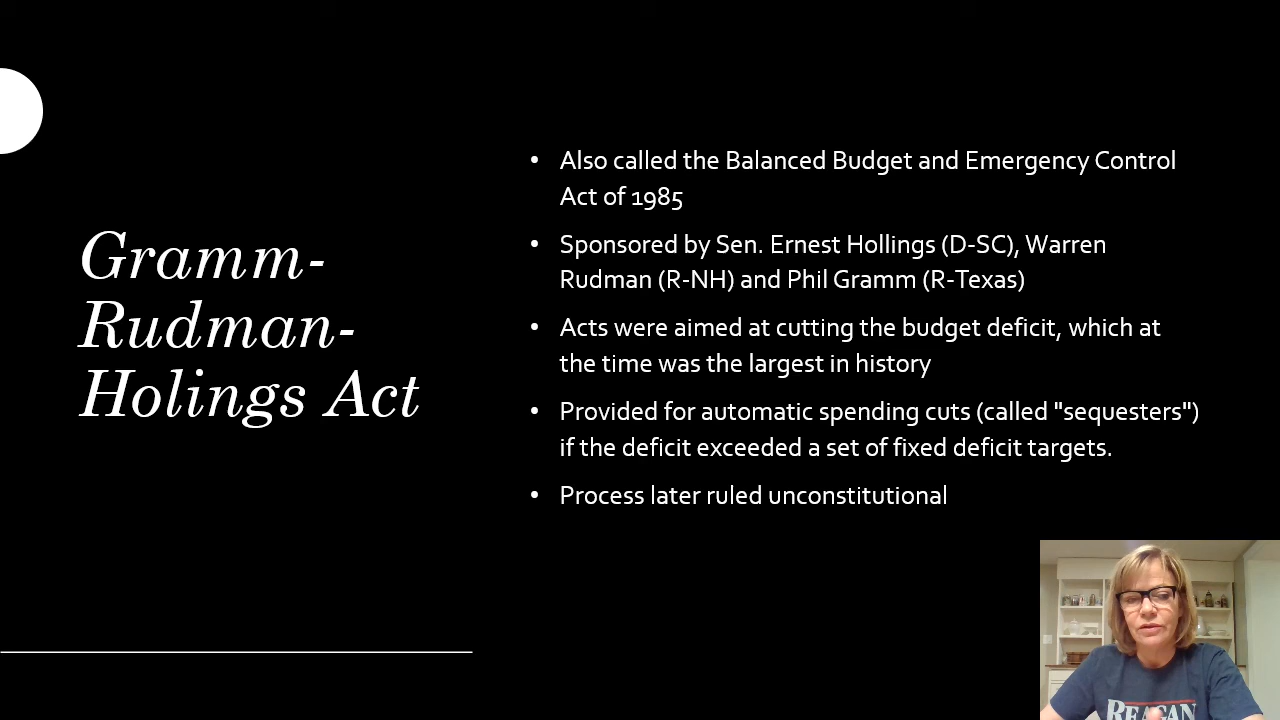 Gramm-
Rudman-
Holings Act
• Also called the Balanced Budget and Emergency Control
Act of 1985
• Sponsored by Sen. Ernest Hollings (D-SC), Warren
Rudman (R-NH) and Phil Gramm (R-Texas)
• Acts were aimed at cutting the budget deficit, which at
the time was the largest in history
• Provided for automatic spending cuts (called "sequesters")
if the deficit exceeded a set of fixed deficit targets.
• Process later ruled unconstitutional
REAGAN